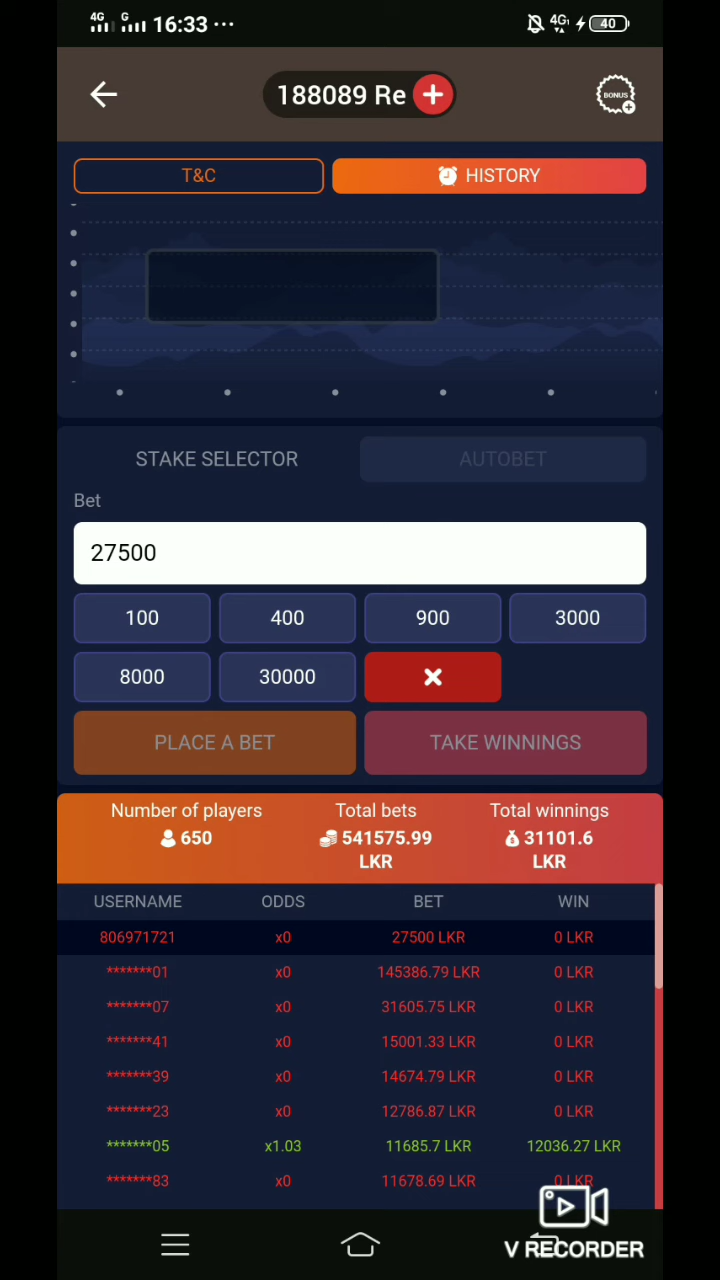 4G G 16:33 ··· 4G 40
188089 Re +
BONUS
T&C HISTORY
STAKE SELECTOR AUTOBET
Bet
27500
100 400 900 3000
8000 30000
PLACE A BET TAKE WINNINGS
Number of players Total bets Total winnings
650 541575.99 31101.6
LKR LKR
USERNAME ODDS BET WIN
806971721 x0 27500 LKR 0 LKR
*******01 x0 145386.79 LKR 0 LKR
*******07 x0 31605.75 LKR 0 LKR
*******41 x0 15001.33 LKR 0 LKR
*******39 x0 14674.79 LKR 0 LKR
*******23 x0 12786.87 LKR 0 LKR
*******05 x1.03 11685.7 LKR 12036.27 LKR
*******83 x0 11678.69 LKR 0 LKR
V RECORDER